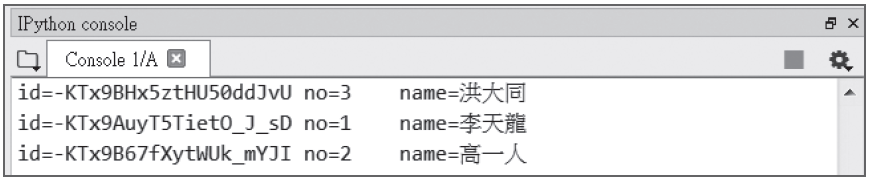 IPython console
Console 1/A
id=-KTx9BHx5ztHU50ddJvU no=3 name=洪大同
id=-KTx9AuyT5TietO_J_sD no=1 name=李天龍
id=-KTx9B67fXytWUk_mYJI no=2 name=高一人